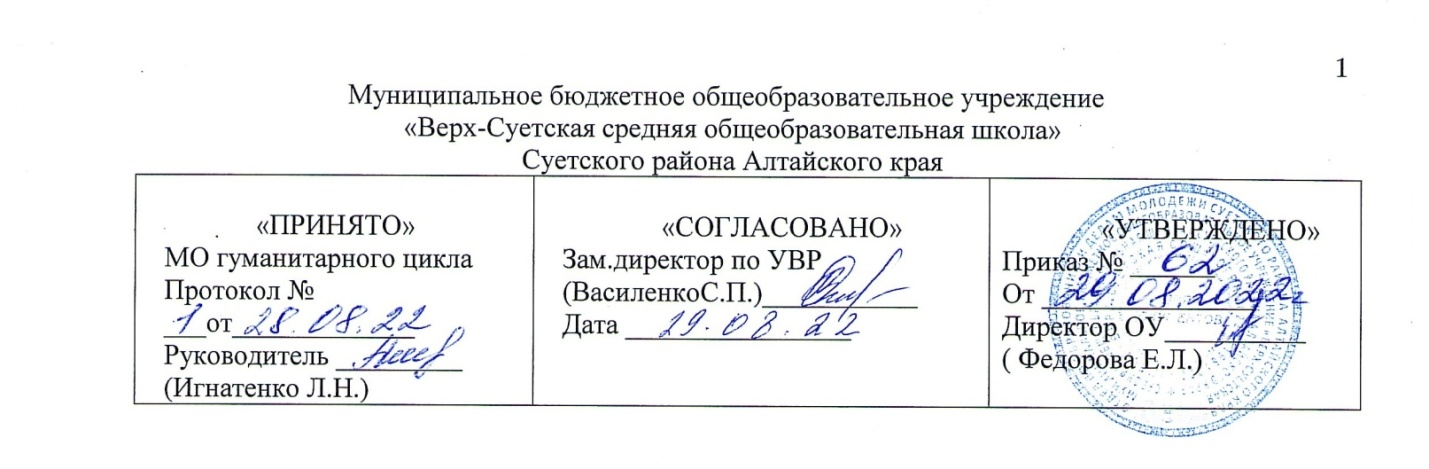 1
Муниципальное бюджетное общеобразовательное учреждение
«Верх-Суетская средняя общеобразовательная школа»
Суетского района Алтайского края
«ПРИНЯТО»
МО гуманитарного цикла
Протокол №
1 от 28.08.22
Руководитель
(Игнатенко Л.Н.)
«СОГЛАСОВАНО»
Зам.директор по УВР
(ВасиленкоС.П.)
Дата 29.08.22
«УТВЕРЖДЕНО»
Приказ № 62
От 29.08.2022г
Директор ОУ
( Федорова Е.Л.)